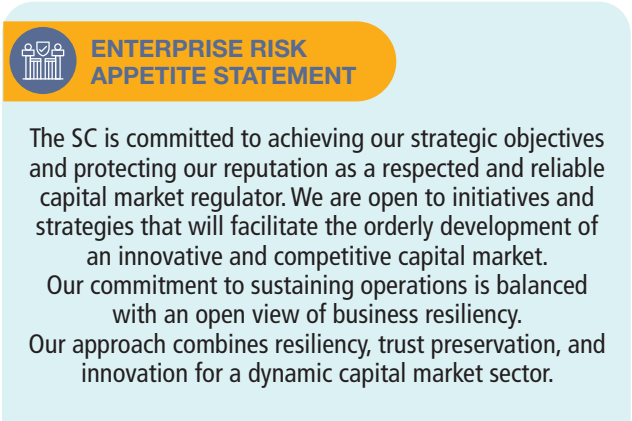 ENTERPRISE RISK
APPETITE STATEMENT
The SC is committed to achieving our strategic objectives
and protecting our reputation as a respected and reliable
capital market regulator. We are open to initiatives and
strategies that will facilitate the orderly development of
an innovative and competitive capital market.
Our commitment to sustaining operations is balanced
with an open view of business resiliency.
Our approach combines resiliency, trust preservation, and
innovation for a dynamic capital market sector.